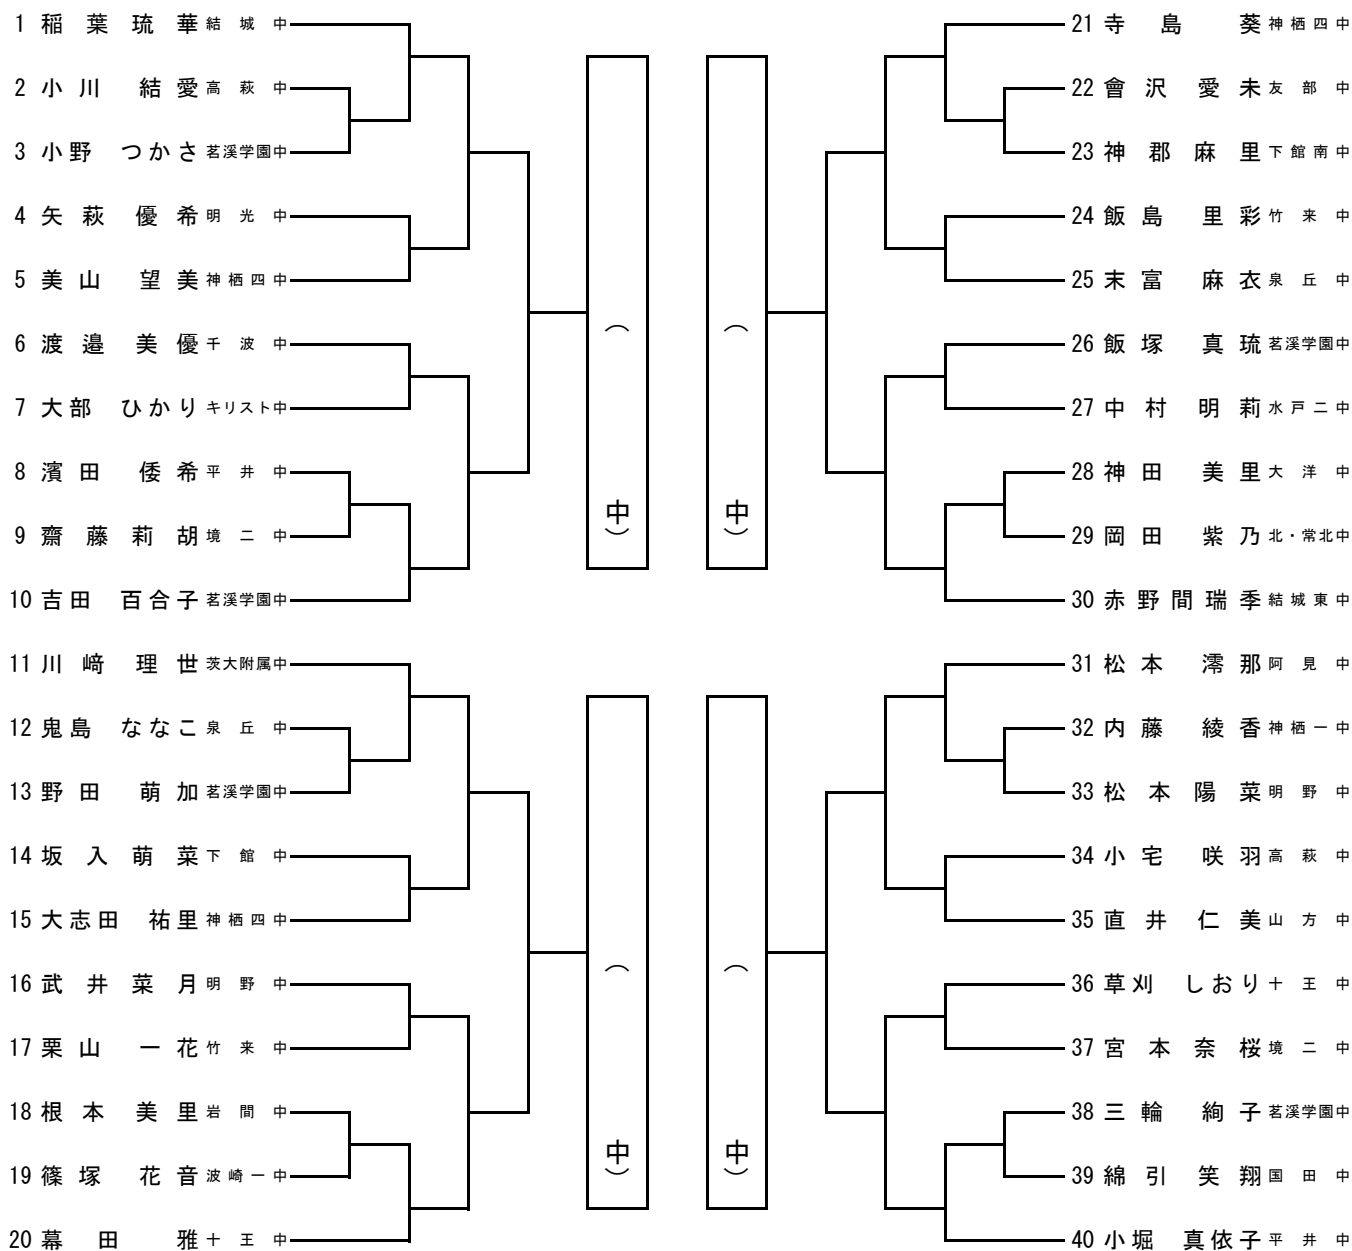 1 稲葉琉華 結城中
2 小川結愛 高萩中
3 小野つかさ 茗溪学園中
4 矢萩優希 明光中
5 美山望美 神栖四中
6 渡邉美優 千波中
7 大部ひかり キリスト中
8 濱田倭希 平井中
9 齋藤莉胡 境二中
10 吉田百合子 茗溪学園中
11 川﨑理世 茨大附属中
12 鬼島ななこ 泉丘中
13 野田萌加 茗溪学園中
14 坂入萌菜 下館中
15 大志田祐里 神栖四中
16 武井菜月 明野中
17 栗山一花 竹来中
18 根本美里 岩間中
19 篠塚花音 波崎一中
20 幕田雅 十王中
( 中)
( 中)
( 中)
( 中)
21 寺島葵 神栖四中
22 會沢愛未 友部中
23 神郡麻里 下館南中
24 飯島里彩 竹来中
25 末富麻衣 泉丘中
26 飯塚真琉 茗溪学園中
27 中村明莉 水戸二中
28 神田美里 大洋中
29 岡田紫乃 北・常北中
30 赤野間瑞季 結城東中
31 松本澪那 阿見中
32 内藤綾香 神栖一中
33 松本陽菜 明野中
34 小宅咲羽 高萩中
35 直井仁美 山方中
36 草刈しおり 十王中
37 宮本奈桜 境二中
38 三輪絢子 茗溪学園中
39 綿引笑翔 国田中
40 小堀真依子 平井中